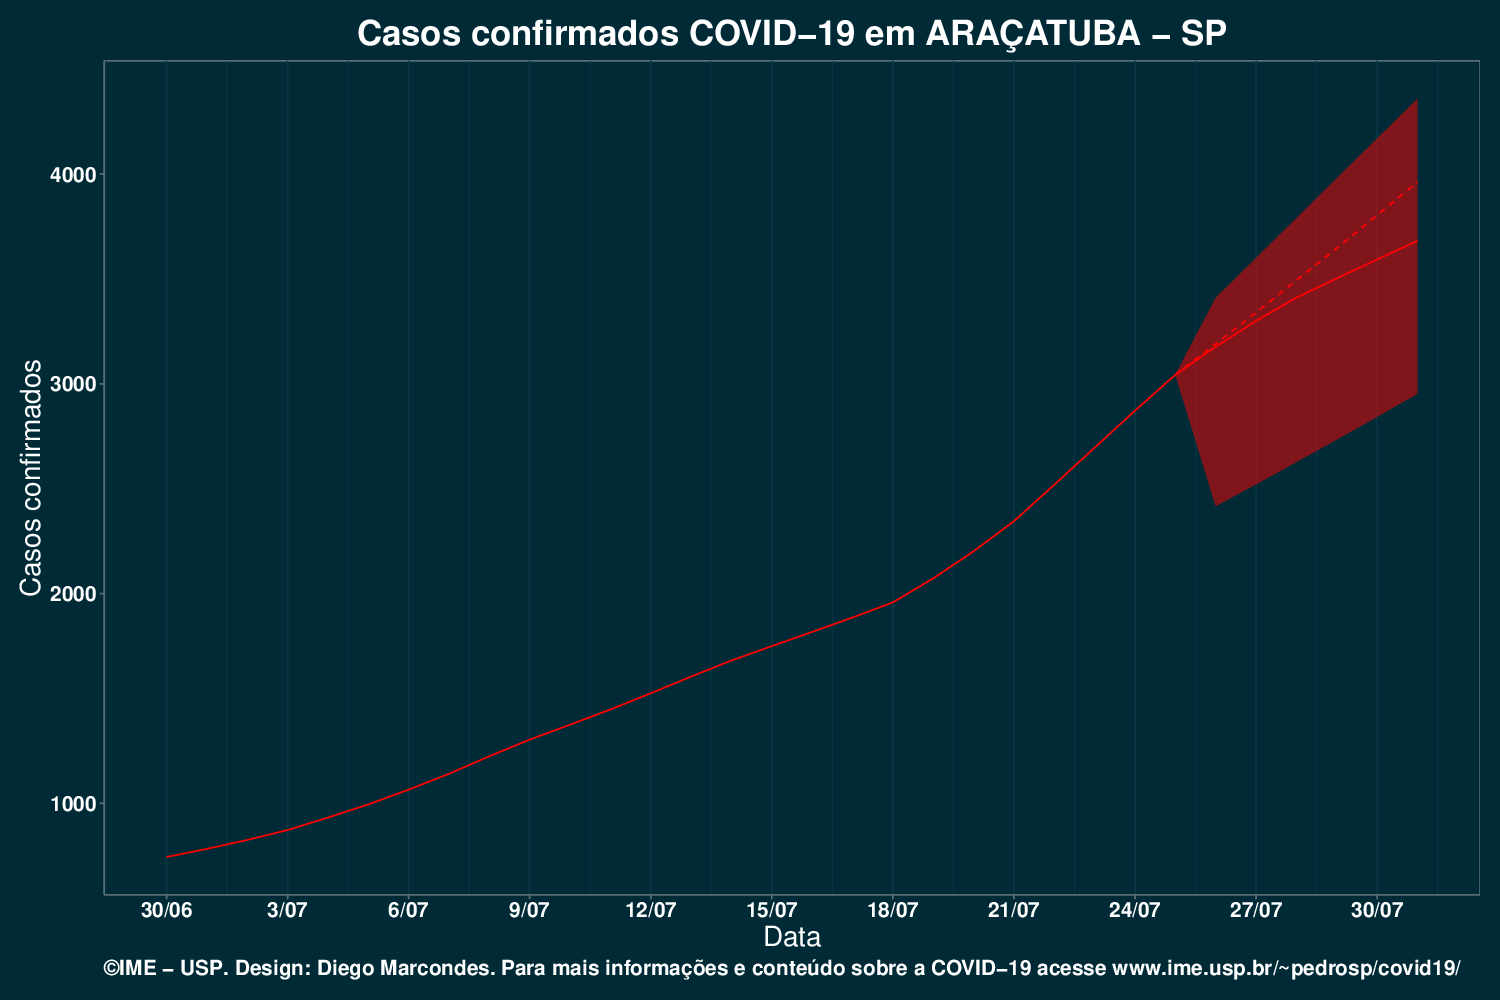 Casos confirmados COVID−19 em ARAÇATUBA − SP
Casos confirmados
4000
3000
2000
1000
30/06 3/07 6/07 9/07 12/07 15/07 18/07 21/07 24/07 27/07 30/07
Data
©IME − USP. Design: Diego Marcondes. Para mais informações e conteúdo sobre a COVID−19 acesse www.ime.usp.br/~pedrosp/covid19/